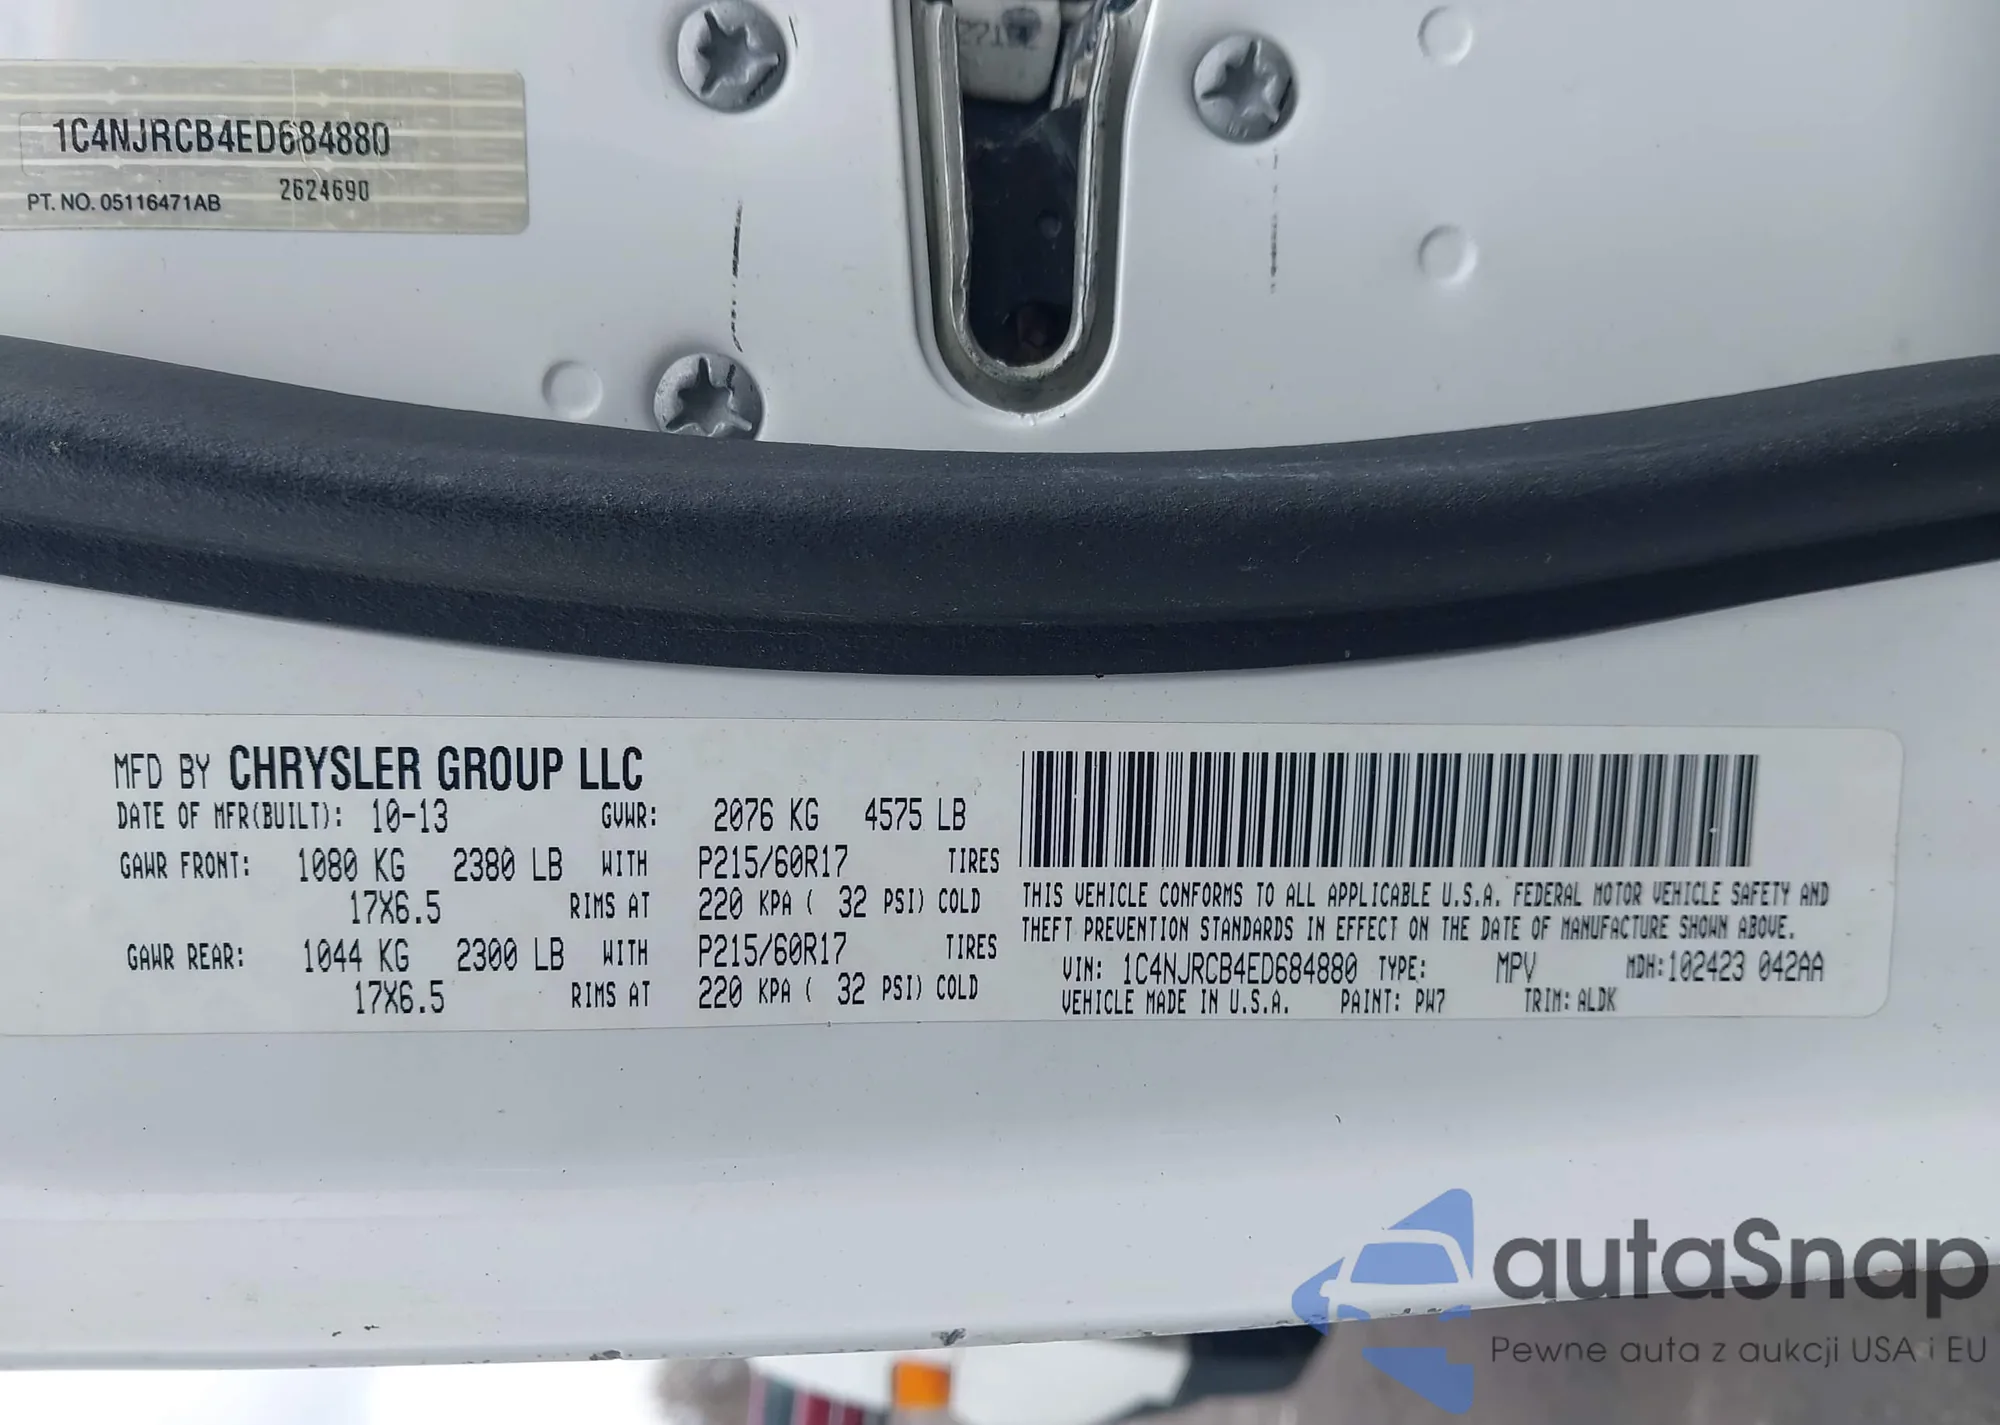 1C4NJRCB4ED684880
PT. NO. 05116471AB 2624690
MFD BY CHRYSLER GROUP LLC
DATE OF MFR(BUILT): 10-13 GVWR: 2076 KG 4575 LB
GAWR FRONT: 1080 KG 2380 LB WITH P215/60R17 TIRES
17X6.5 RIMS AT 220 KPA ( 32 PSI) COLD
GAWR REAR: 1044 KG 2300 LB WITH P215/60R17 TIRES
17X6.5 RIMS AT 220 KPA ( 32 PSI) COLD
THIS VEHICLE CONFORMS TO ALL APPLICABLE U.S.A. FEDERAL MOTOR VEHICLE SAFETY AND
THEFT PREVENTION STANDARDS IN EFFECT ON THE DATE OF MANUFACTURE SHOWN ABOVE.
VIN: 1C4NJRCB4ED684880 TYPE: MPV MDH:102423 042AA
VEHICLE MADE IN U.S.A. PAINT: PW7 TRIM: ALDK
autaSnap
Pewne auta z aukcji USA i EU